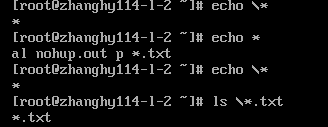 [root@zhanghy114-l-2 ~]# echo \*
*
[root@zhanghy114-l-2 ~]# echo *
al nohup.out p *.txt
[root@zhanghy114-l-2 ~]# echo \*
*
[root@zhanghy114-l-2 ~]# ls \*.txt
*.txt